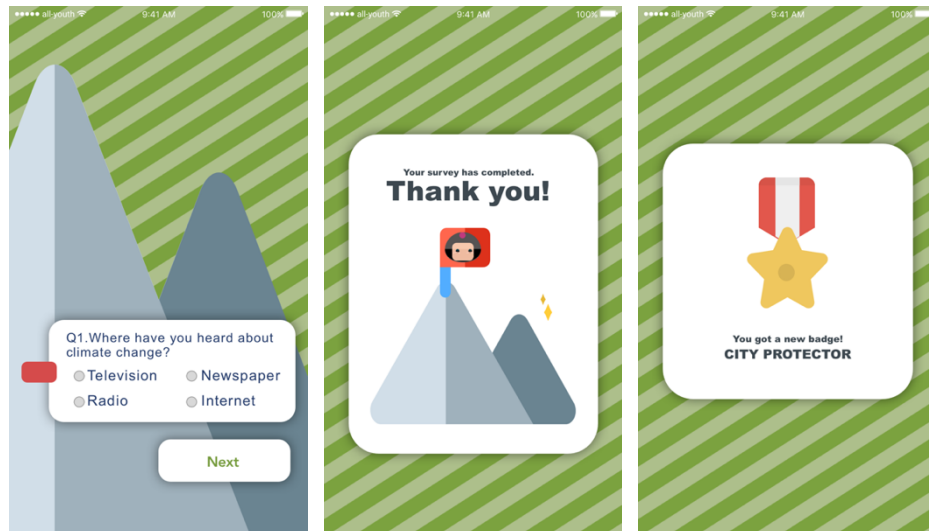 all-youth 9:41 AM 100%
Q1.Where have you heard about
climate change?
Television Newspaper
Radio Internet
Next
all-youth 9:41 AM 100%
Your survey has completed.
Thank you!
all-youth 9:41 AM 100%
You got a new badge!
CITY PROTECTOR